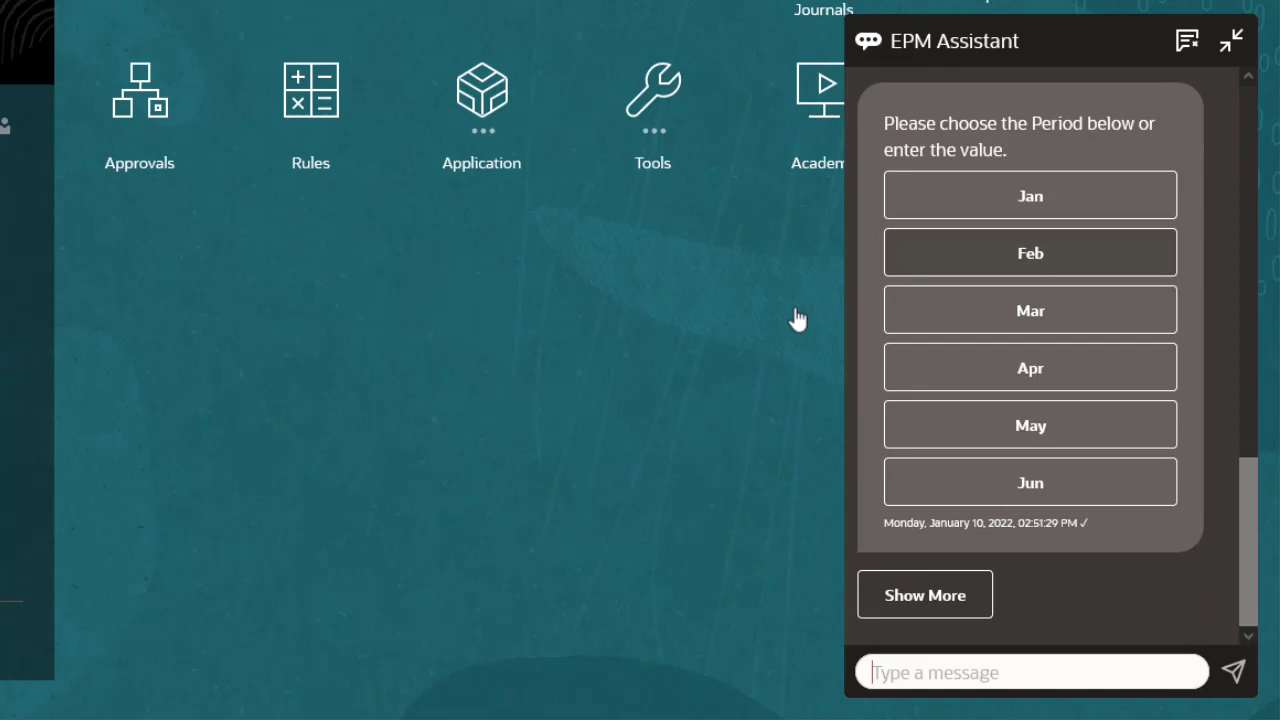 Journals
Approvals
Rules
Application
Tools
Academ
EPM Assistant
Please choose the Period below or
enter the value.
Jan
Feb
Mar
Apr
May
Jun
Monday, January 10, 2022, 02:51:29 PM ✓
Show More
Type a message